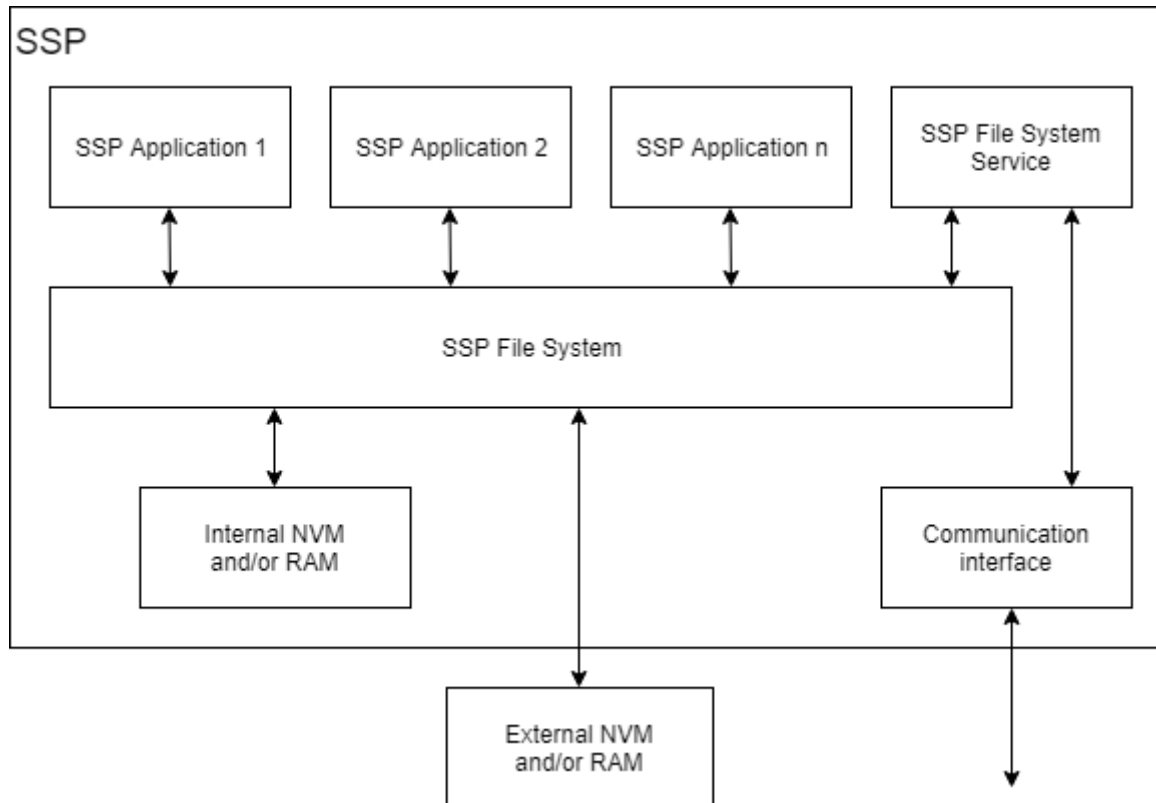 SSP
SSP Application 1
SSP Application 2
SSP Application n
SSP File System
Service
SSP File System
Internal NVM
and/or RAM
Communication
interface
External NVM
and/or RAM